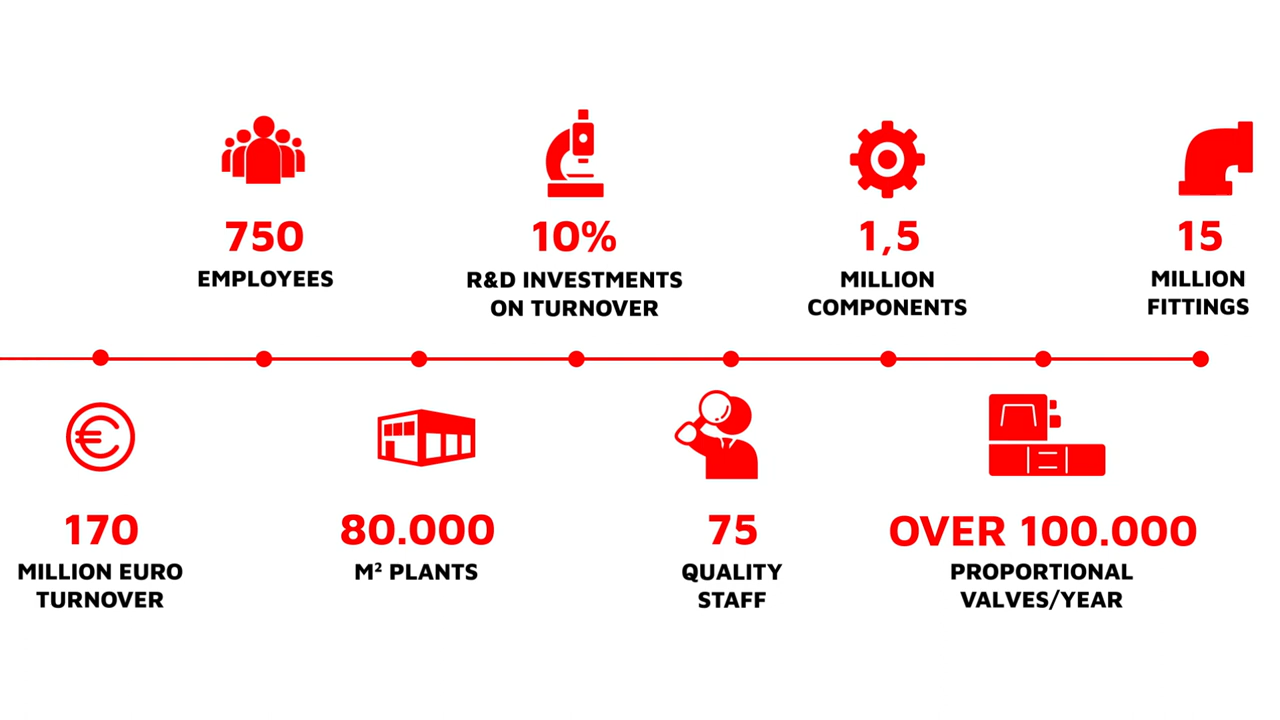 750
EMPLOYEES
10%
R&D INVESTMENTS
ON TURNOVER
1,5
MILLION
COMPONENTS
15
MILLION
FITTINGS
170
MILLION EURO
TURNOVER
80.000
M² PLANTS
75
QUALITY
STAFF
OVER 100.000
PROPORTIONAL
VALVES/YEAR